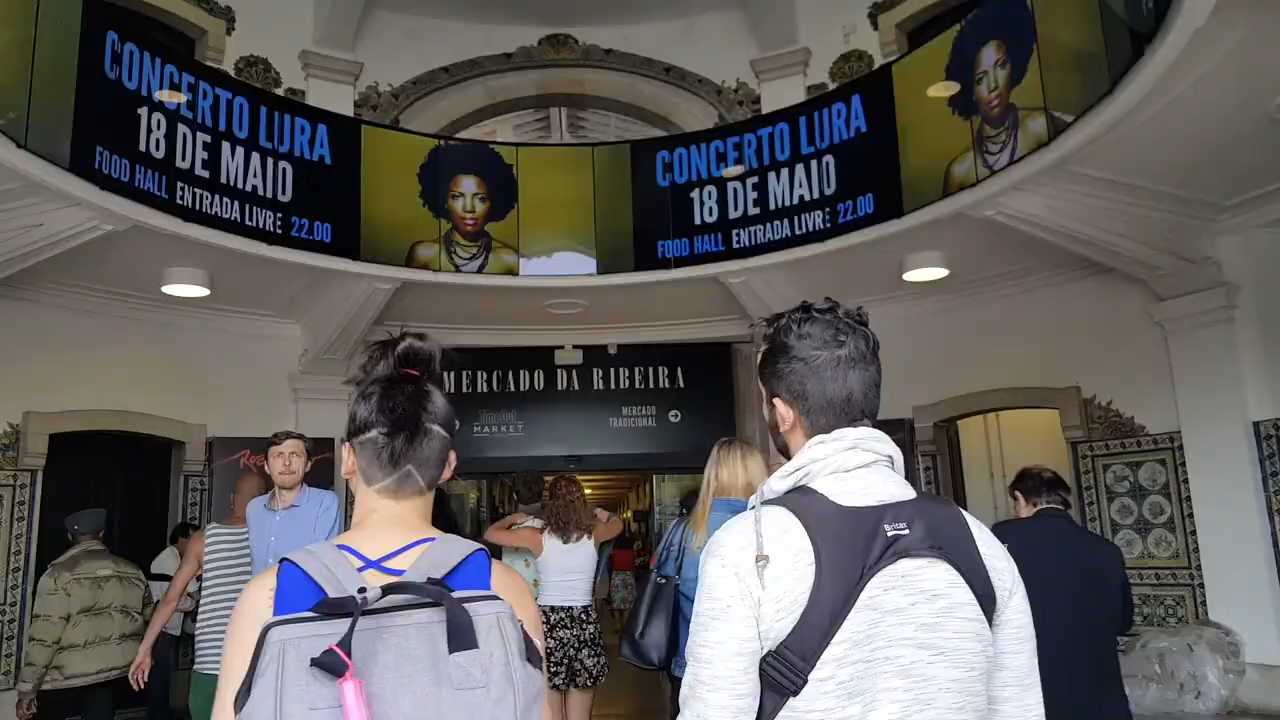 CONCERTO LURA
18 DE MAIO
FOOD HALL ENTRADA LIVRE 22.00
CONCERTO LURA
18 DE MAIO
FOOD HALL ENTRADA LIVRE 22.00
MERCADO DA RIBEIRA
TimeOut
MARKET
MERCADO
TRADICIONAL
Britax